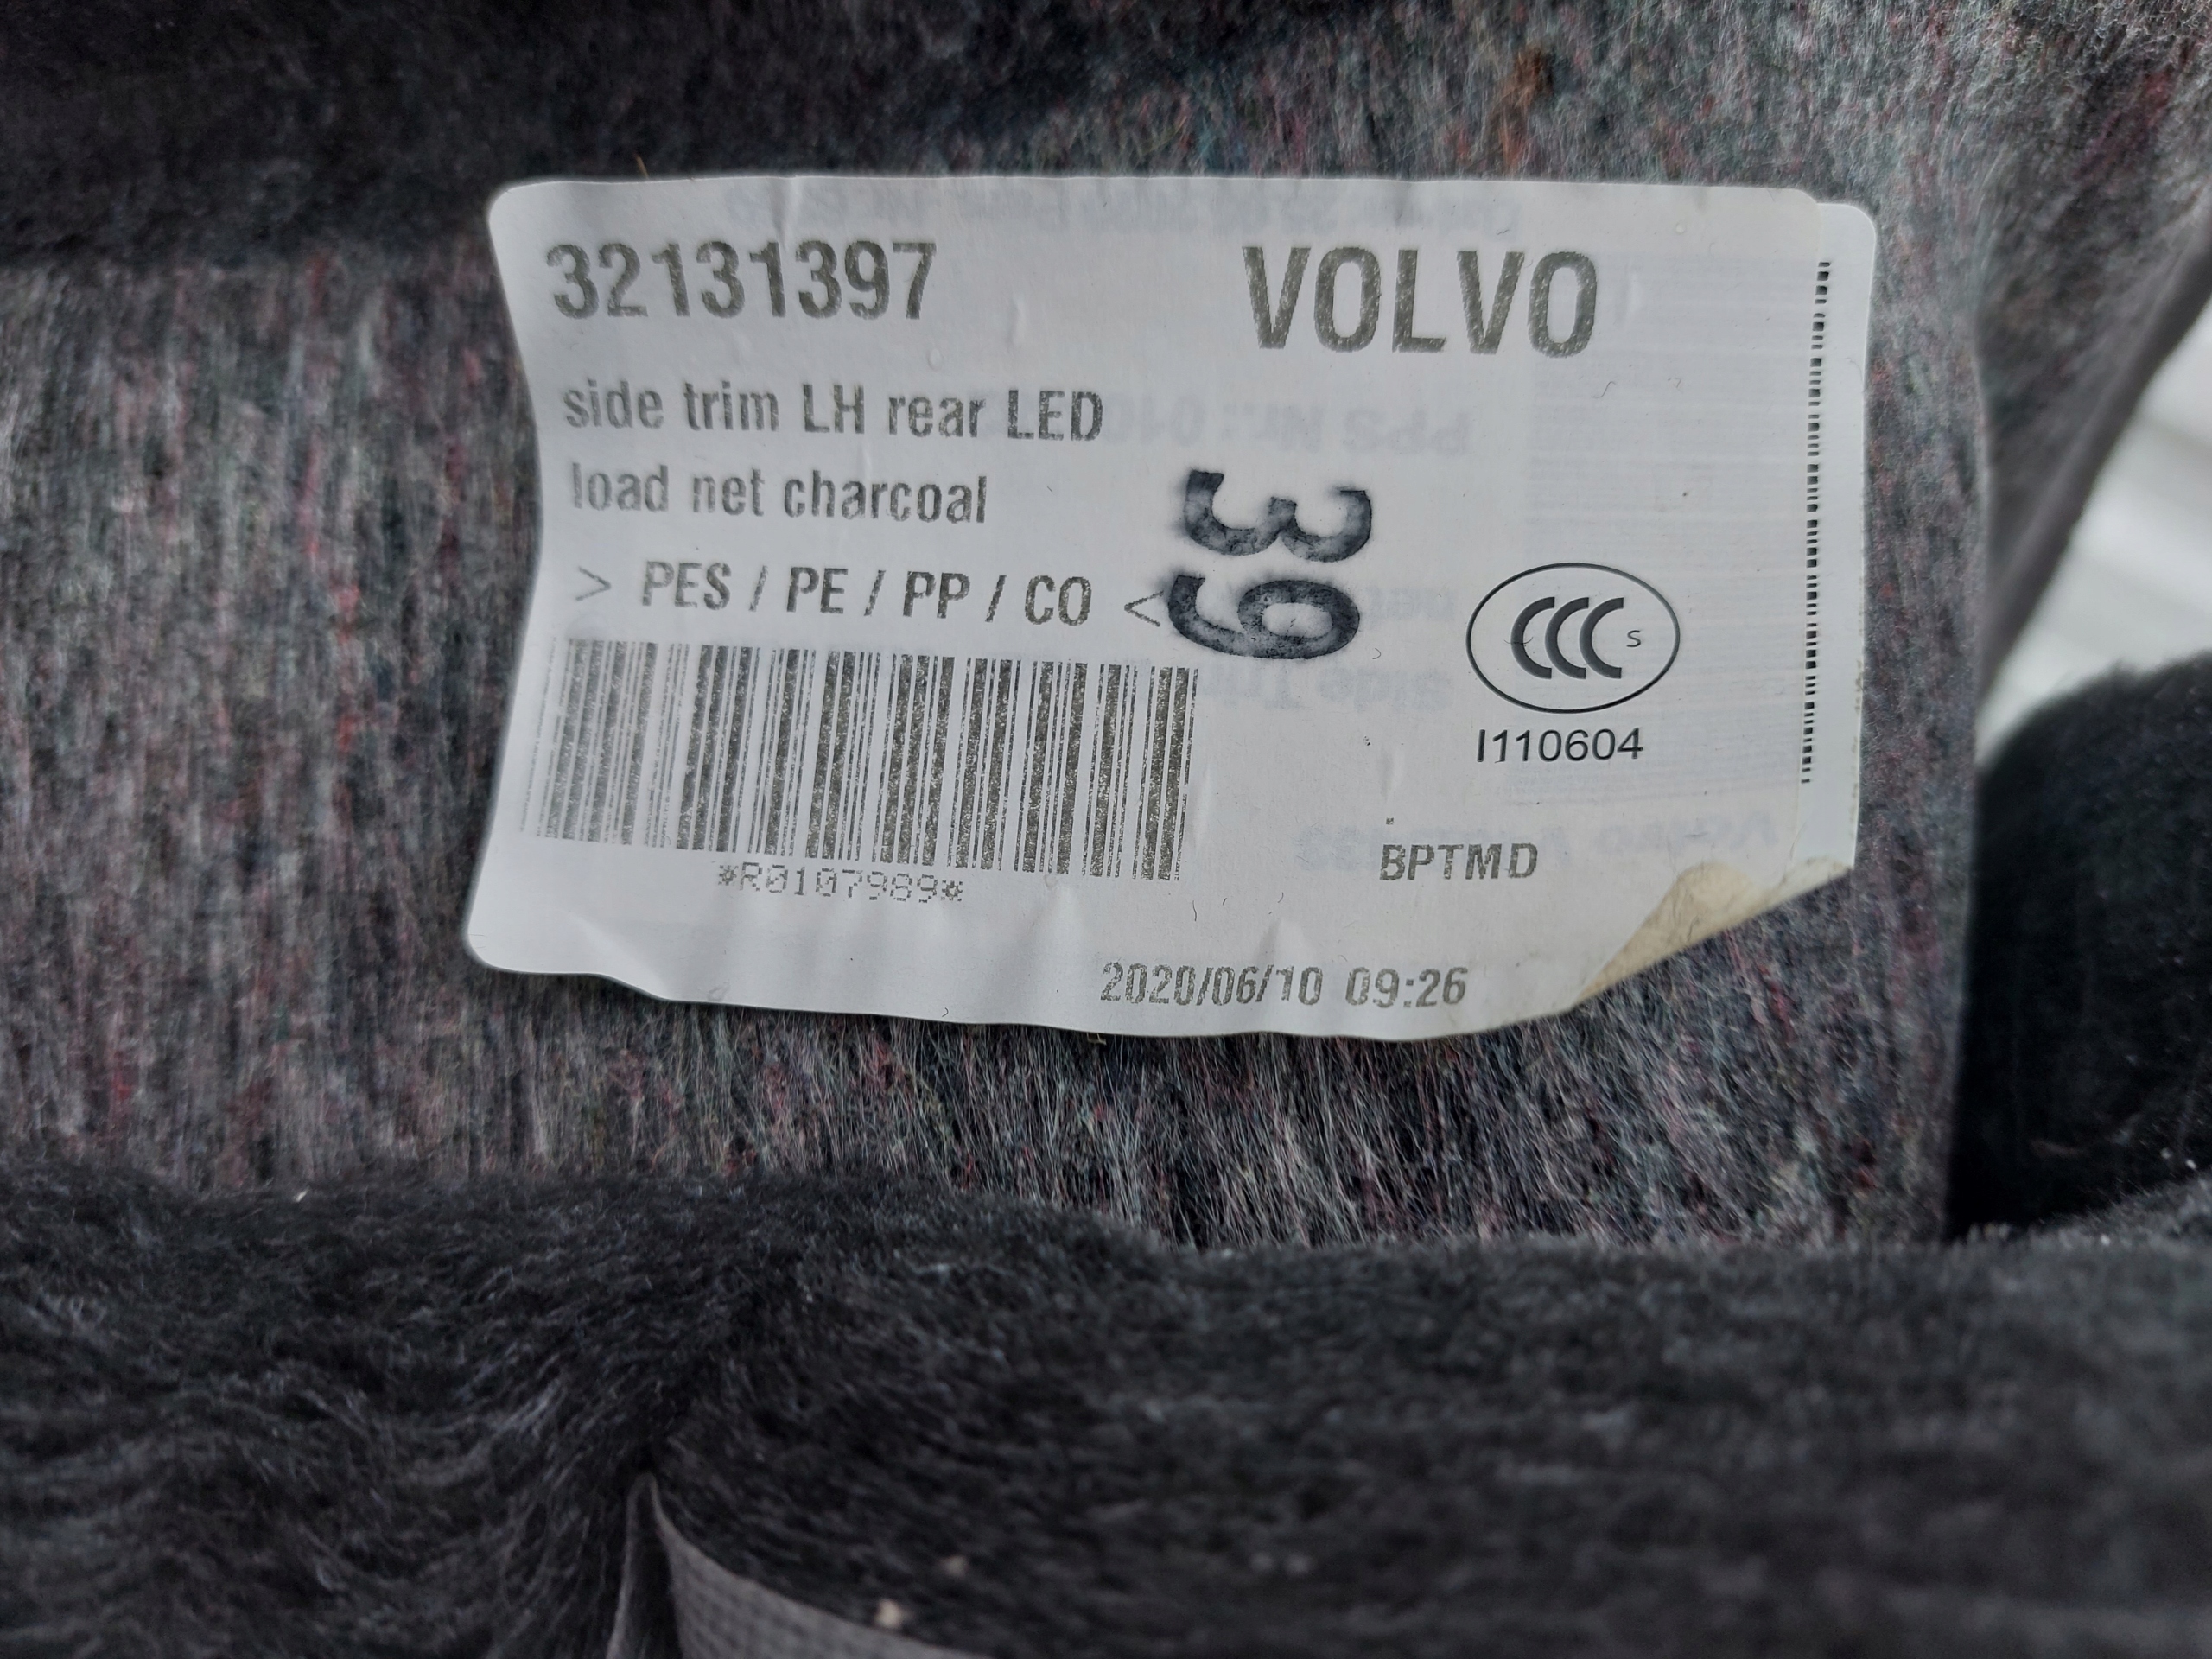 32131397 VOLVO
side trim LH rear LED
load net charcoal
39
> PES / PE / PP / CO <
CCC S
I110604
*R0107989*
BPTMD
2020/06/10 09:26